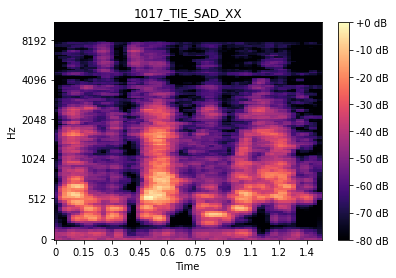 1017_TIE_SAD_XX
+0 dB
8192
-10 dB
4096
-20 dB
-30 dB
2048
Hz
-40 dB
1024
-50 dB
512
-60 dB
-70 dB
0
-80 dB
0 0.15 0.3 0.45 0.6 0.75 0.9 1.1 1.2 1.4
Time